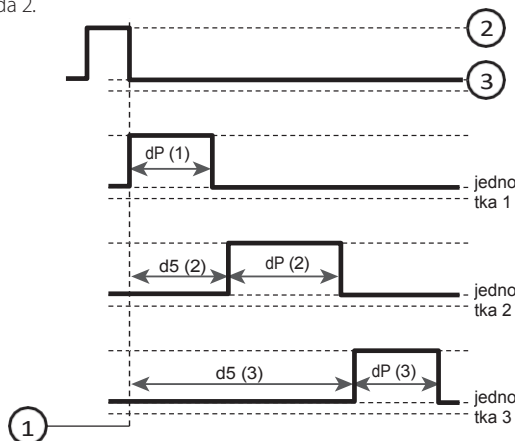 da 2.
2
3
dP (1)
jedno
tka 1
d5 (2)
dP (2)
jedno
tka 2
d5 (3)
dP (3)
jedno
tka 3
1